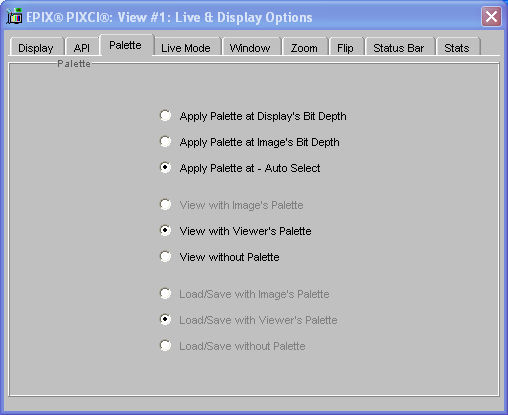 EPIX® PIXCI®: View #1: Live & Display Options
Display API Palette Live Mode Window Zoom Flip Status Bar Stats
Palette
Apply Palette at Display's Bit Depth
Apply Palette at Image's Bit Depth
Apply Palette at - Auto Select
View with Image's Palette
View with Viewer's Palette
View without Palette
Load/Save with Image's Palette
Load/Save with Viewer's Palette
Load/Save without Palette